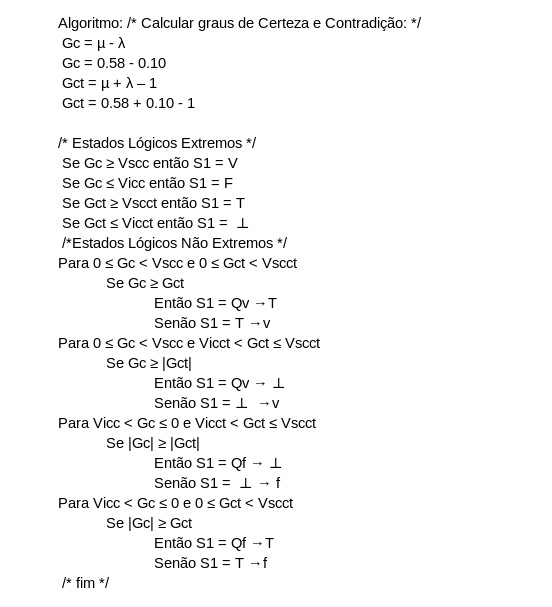 Algoritmo: /* Calcular graus de Certeza e Contradição: */
Gc = µ - λ
Gc = 0.58 - 0.10
Gct = µ + λ – 1
Gct = 0.58 + 0.10 - 1
/* Estados Lógicos Extremos */
Se Gc ≥ Vscc então S1 = V
Se Gc ≤ Vicc então S1 = F
Se Gct ≥ Vscct então S1 = T
Se Gct ≤ Vicct então S1 = ⊥
/*Estados Lógicos Não Extremos */
Para 0 ≤ Gc < Vscc e 0 ≤ Gct < Vscct
Se Gc ≥ Gct
Então S1 = Qv →T
Senão S1 = T →v
Para 0 ≤ Gc < Vscc e Vicct < Gct ≤ Vscct
Se Gc ≥ |Gct|
Então S1 = Qv → ⊥
Senão S1 = ⊥ →v
Para Vicc < Gc ≤ 0 e Vicct < Gct ≤ Vscct
Se |Gc| ≥ |Gct|
Então S1 = Qf → ⊥
Senão S1 = ⊥ → f
Para Vicc < Gc ≤ 0 e 0 ≤ Gct < Vscct
Se |Gc| ≥ Gct
Então S1 = Qf →T
Senão S1 = T →f
/* fim */